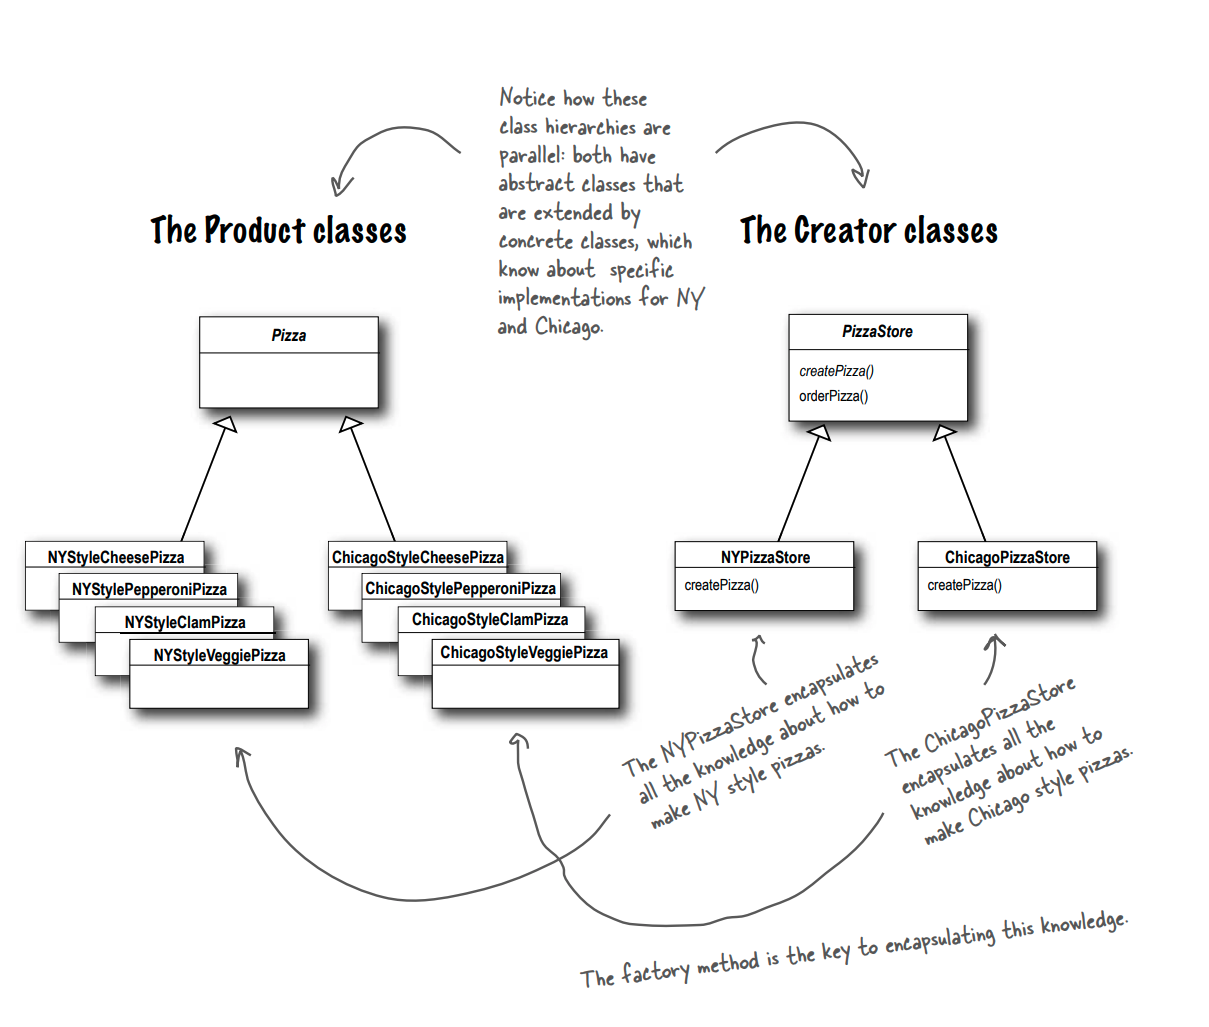 Notice how these
class hierarchies are
parallel: both have
abstract classes that
are extended by
concrete classes, which
know about specific
implementations for NY
and Chicago.
The Product classes
The Creator classes
Pizza
PizzaStore
createPizza()
orderPizza()
NYStyleCheesePizza
NYStylePepperoniPizza
NYStyleClamPizza
NYStyleVeggiePizza
ChicagoStyleCheesePizza
ChicagoStylePepperoniPizza
ChicagoStyleClamPizza
ChicagoStyleVeggiePizza
NYPizzaStore
createPizza()
ChicagoPizzaStore
createPizza()
The NYPizzaStore encapsulates
all the knowledge about how to
make NY style pizzas.
The ChicagoPizzaStore
encapsulates all the
knowledge about how to
make Chicago style pizzas.
The factory method is the key to encapsulating this knowledge.